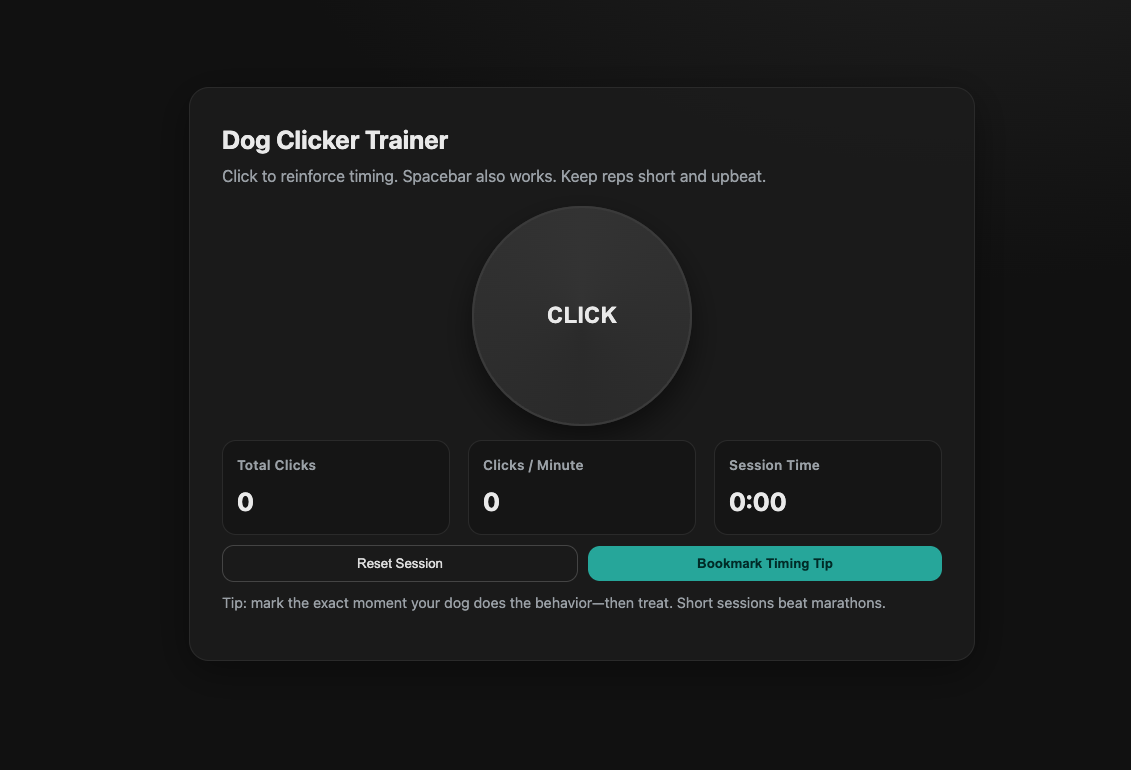 Dog Clicker Trainer
Click to reinforce timing. Spacebar also works. Keep reps short and upbeat.
CLICK
Total Clicks
0
Clicks / Minute
0
Session Time
0:00
Reset Session
Bookmark Timing Tip
Tip: mark the exact moment your dog does the behavior—then treat. Short sessions beat marathons.